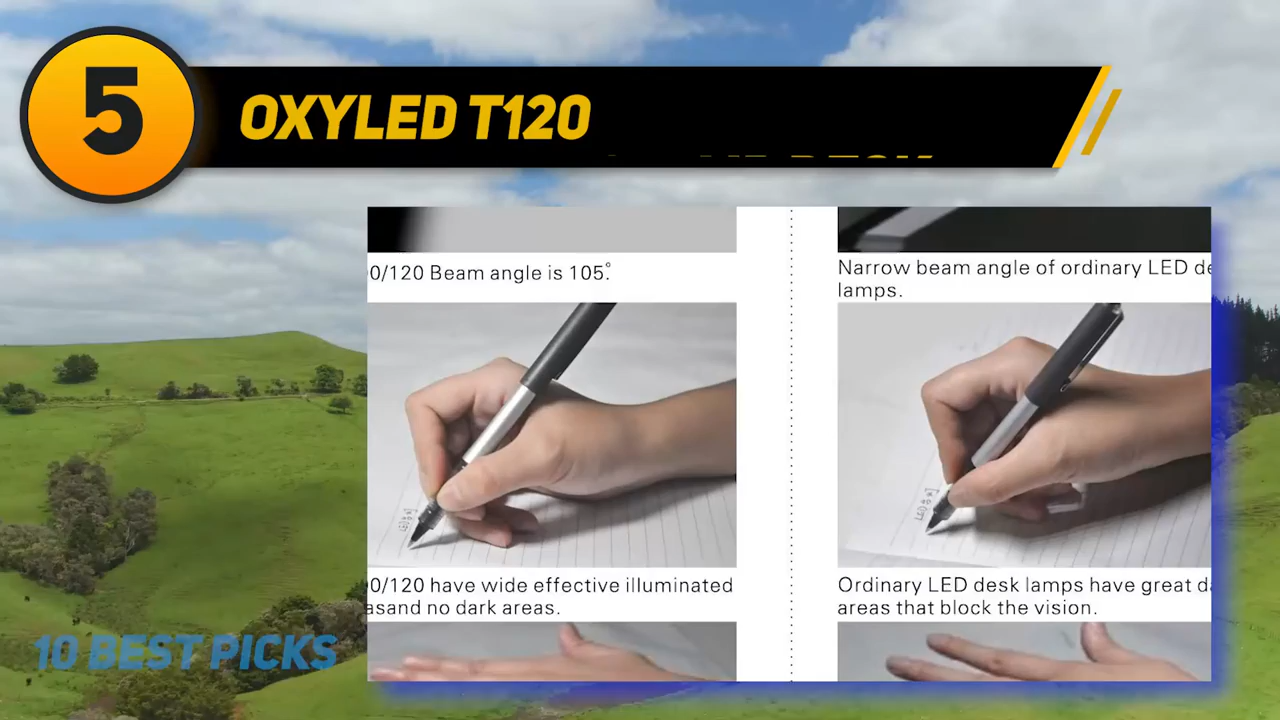 5
OXYLED T120
0/120 Beam angle is 105°.
Narrow beam angle of ordinary LED de
lamps.
0/120 have wide effective illuminated
asand no dark areas.
Ordinary LED desk lamps have great da
areas that block the vision.
10 BEST PICKS